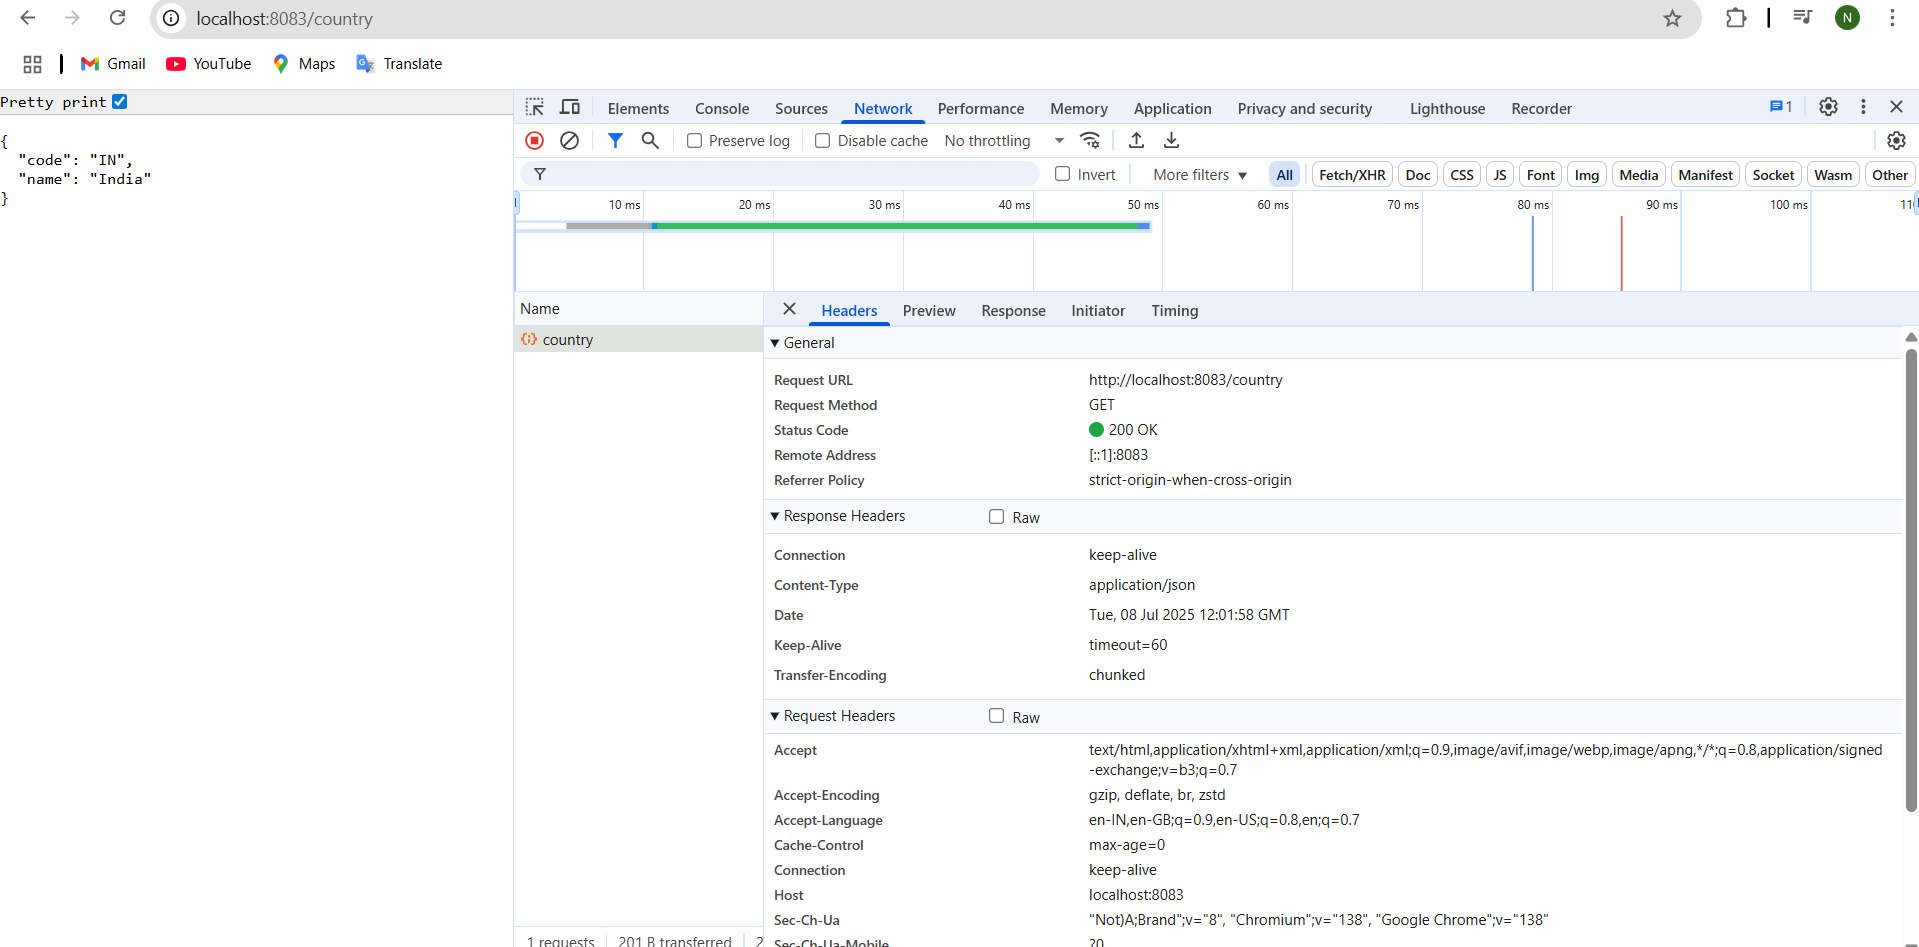 localhost:8083/country
N
Gmail YouTube Maps Translate
Pretty print
{
"code": "IN",
"name": "India"
}
Elements Console Sources Network Performance Memory Application Privacy and security Lighthouse Recorder 1
Preserve log Disable cache No throttling
Invert More filters All Fetch/XHR Doc CSS JS Font Img Media Manifest Socket Wasm Other
10 ms 20 ms 30 ms 40 ms 50 ms 60 ms 70 ms 80 ms 90 ms 100 ms
Name
country
Headers Preview Response Initiator Timing
General
Request URL http://localhost:8083/country
Request Method GET
Status Code 200 OK
Remote Address [::1]:8083
Referrer Policy strict-origin-when-cross-origin
Response Headers Raw
Connection keep-alive
Content-Type application/json
Date Tue, 08 Jul 2025 12:01:58 GMT
Keep-Alive timeout=60
Transfer-Encoding chunked
Request Headers Raw
Accept text/html,application/xhtml+xml,application/xml;q=0.9,image/avif,image/webp,image/apng,*/*;q=0.8,application/signed
-exchange;v=b3;q=0.7
Accept-Encoding gzip, deflate, br, zstd
Accept-Language en-IN,en-GB;q=0.9,en-US;q=0.8,en;q=0.7
Cache-Control max-age=0
Connection keep-alive
Host localhost:8083
Sec-Ch-Ua "Not)A;Brand";v="8", "Chromium";v="138", "Google Chrome";v="138"
Sec-Ch-Ua-Mobile ?0
1 requests 201 B transferred